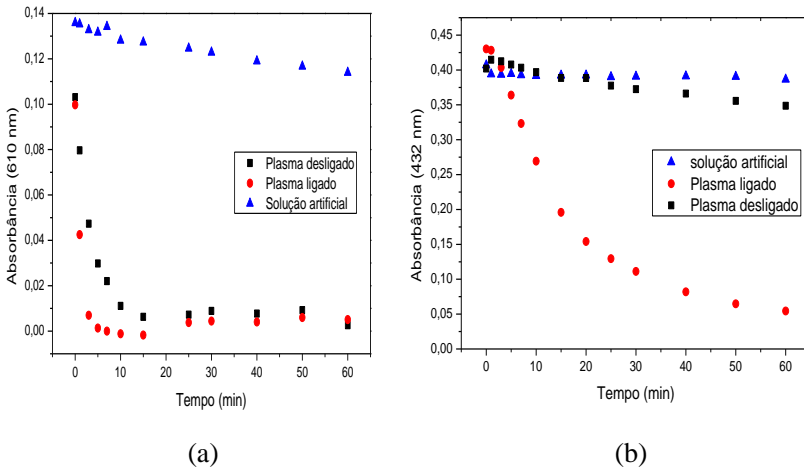 0,14
0,12
0,10
0,08
0,06
0,04
0,02
0,00
Absorbância (610 nm)
Plasma desligado
Plasma ligado
Solução artificial
0 10 20 30 40 50 60
Tempo (min)
(a)
0,45
0,40
0,35
0,30
0,25
0,20
0,15
0,10
0,05
0,00
Absorbância (432 nm)
solução artificial
Plasma ligado
Plasma desligado
0 10 20 30 40 50 60
Tempo (min)
(b)